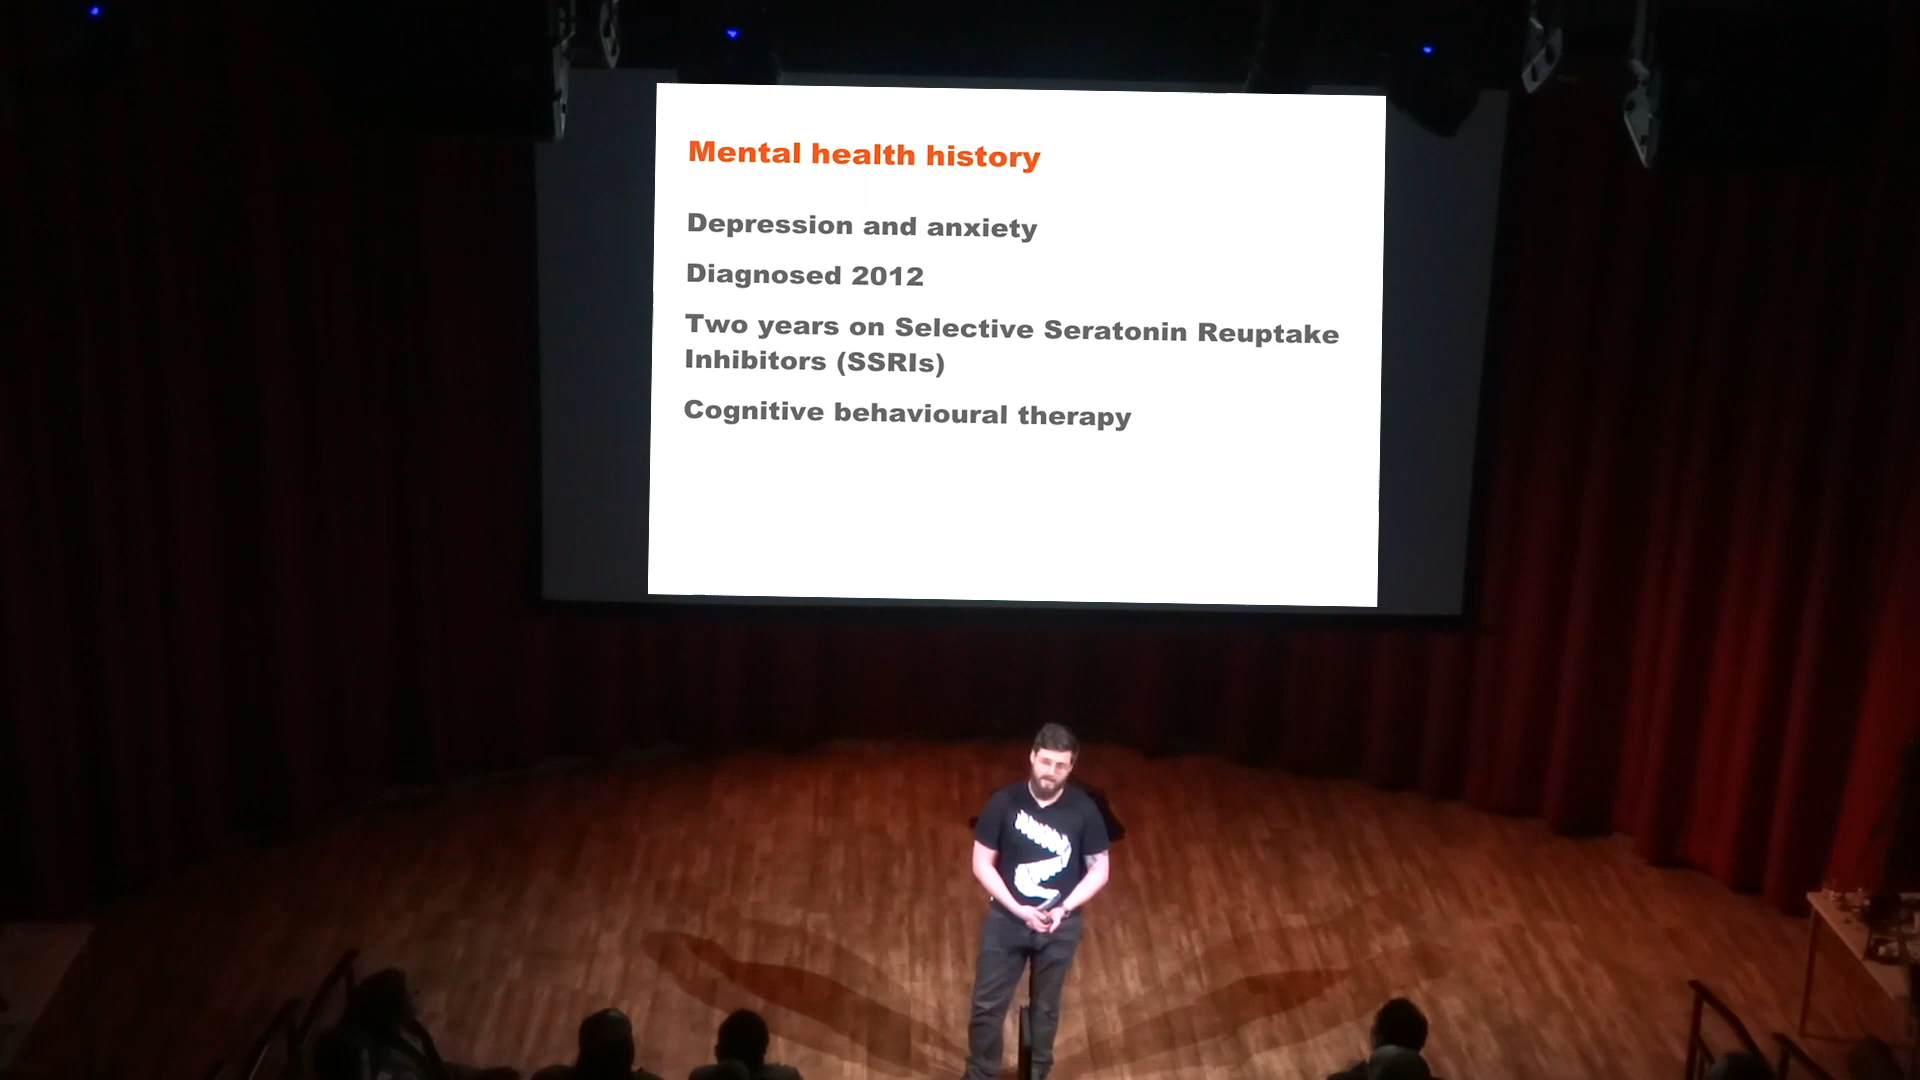 Mental health history
Depression and anxiety
Diagnosed 2012
Two years on Selective Seratonin Reuptake
Inhibitors (SSRIs)
Cognitive behavioural therapy